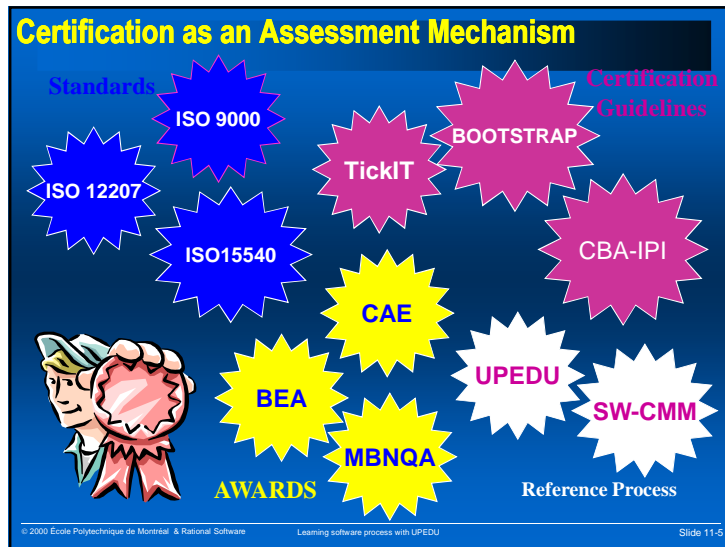 Certification as an Assessment Mechanism
Standards
Certification
Guidelines
ISO 9000
BOOTSTRAP
TickIT
ISO 12207
ISO15540
CBA-IPI
CAE
UPEDU
BEA
SW-CMM
MBNQA
AWARDS
Reference Process
© 2000 École Polytechnique de Montréal & Rational Software
Learning software process with UPEDU
Slide 11-5